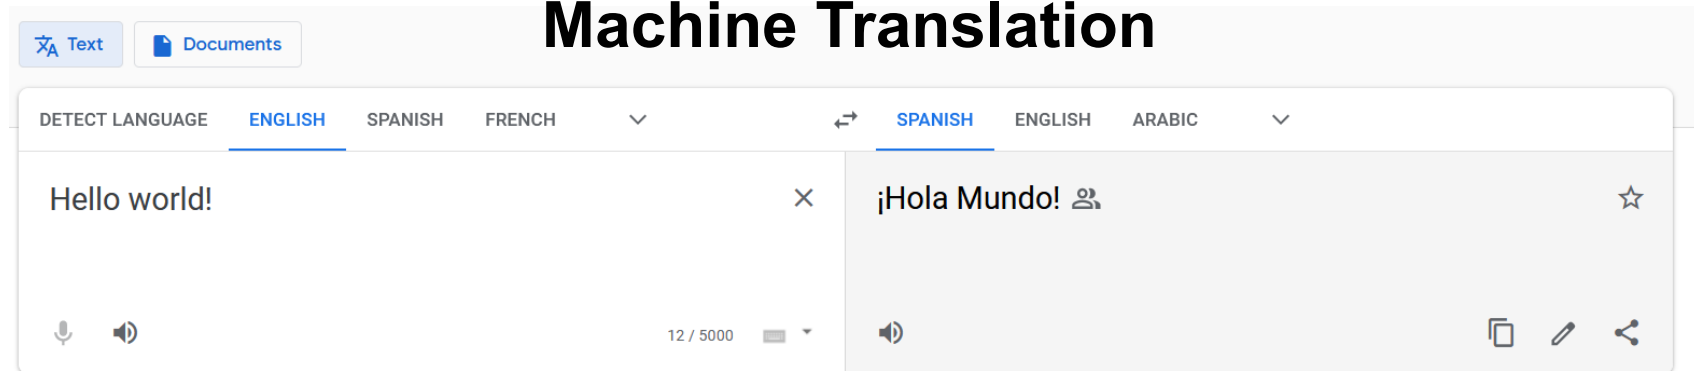 Machine Translation
Text Documents
DETECT LANGUAGE ENGLISH SPANISH FRENCH SPANISH ENGLISH ARABIC
Hello world! ¡Hola Mundo!
12 / 5000